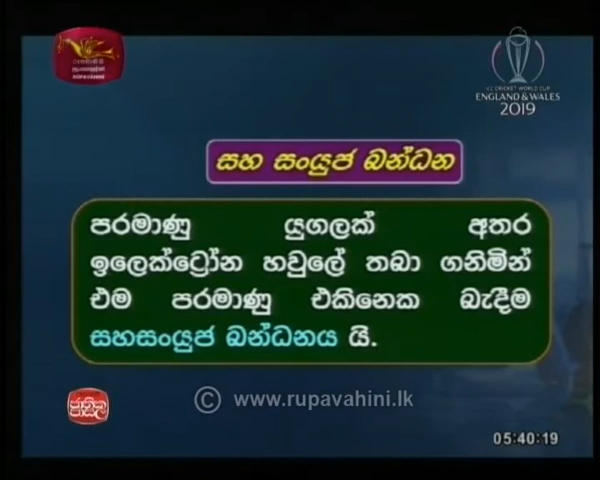 ICC CRICKET WORLD CUP
ENGLAND & WALES
2019
සහ සංයුජ බන්ධන
පරමාණු යුගලක් අතර
ඉලෙක්ට්‍රෝන හවුලේ තබා ගනිමින්
එම පරමාණු එකිනෙක බැඳීම
සහසංයුජ බන්ධනය යි.
ජාතික
පාසල
© www.rupavahini.lk
05:40:19